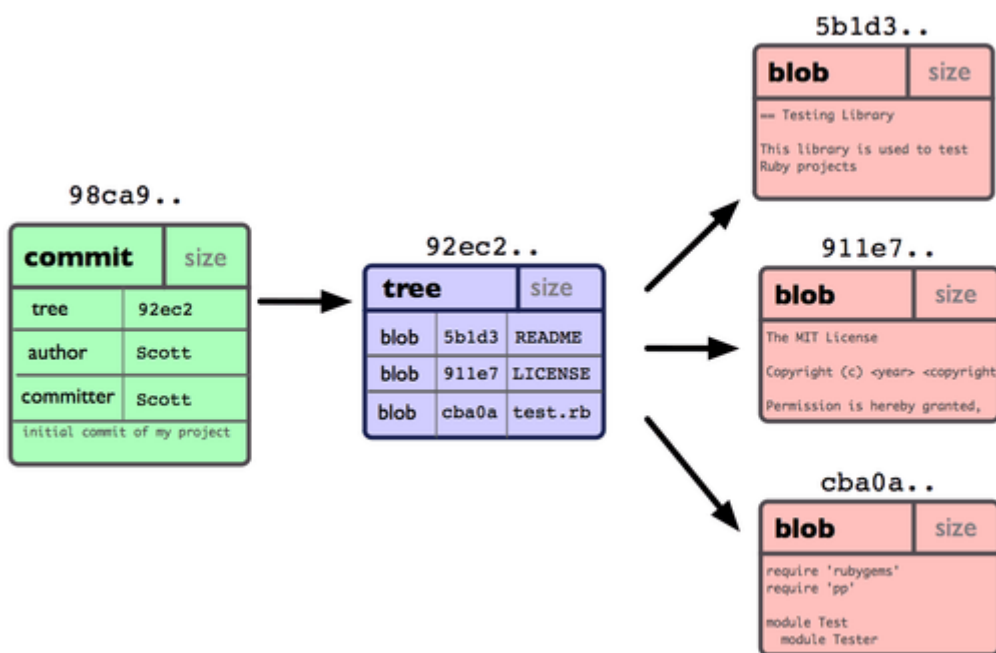 98ca9..
commit size
tree 92ec2
author Scott
committer Scott
initial commit of my project
92ec2..
tree size
blob 5b1d3 README
blob 911e7 LICENSE
blob cba0a test.rb
5b1d3..
blob size
== Testing Library
This library is used to test
Ruby projects
911e7..
blob size
The MIT License
Copyright (c) <year> <copyright
Permission is hereby granted,
cba0a..
blob size
require 'rubygems'
require 'pp'
module Test
module Tester